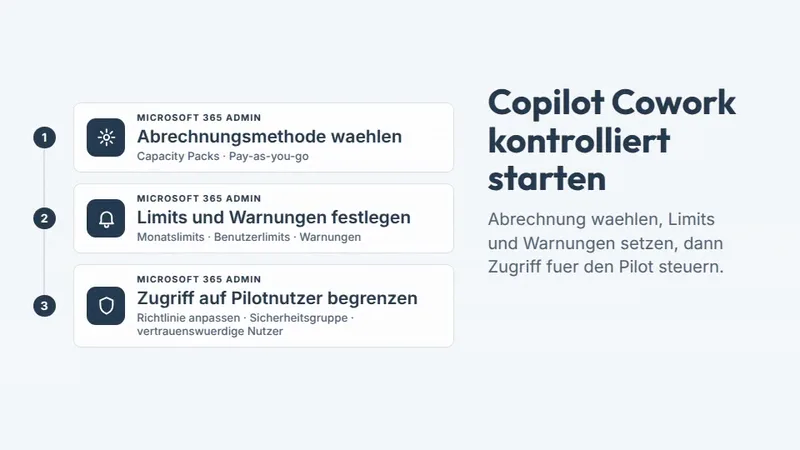 1
MICROSOFT 365 ADMIN
Abrechnungsmethode waehlen
Capacity Packs · Pay-as-you-go
2
MICROSOFT 365 ADMIN
Limits und Warnungen festlegen
Monatslimits · Benutzerlimits · Warnungen
3
MICROSOFT 365 ADMIN
Zugriff auf Pilotnutzer begrenzen
Richtlinie anpassen · Sicherheitsgruppe ·
vertrauenswuerdige Nutzer
Copilot Cowork
kontrolliert
starten
Abrechnung waehlen, Limits
und Warnungen setzen, dann
Zugriff fuer den Pilot steuern.